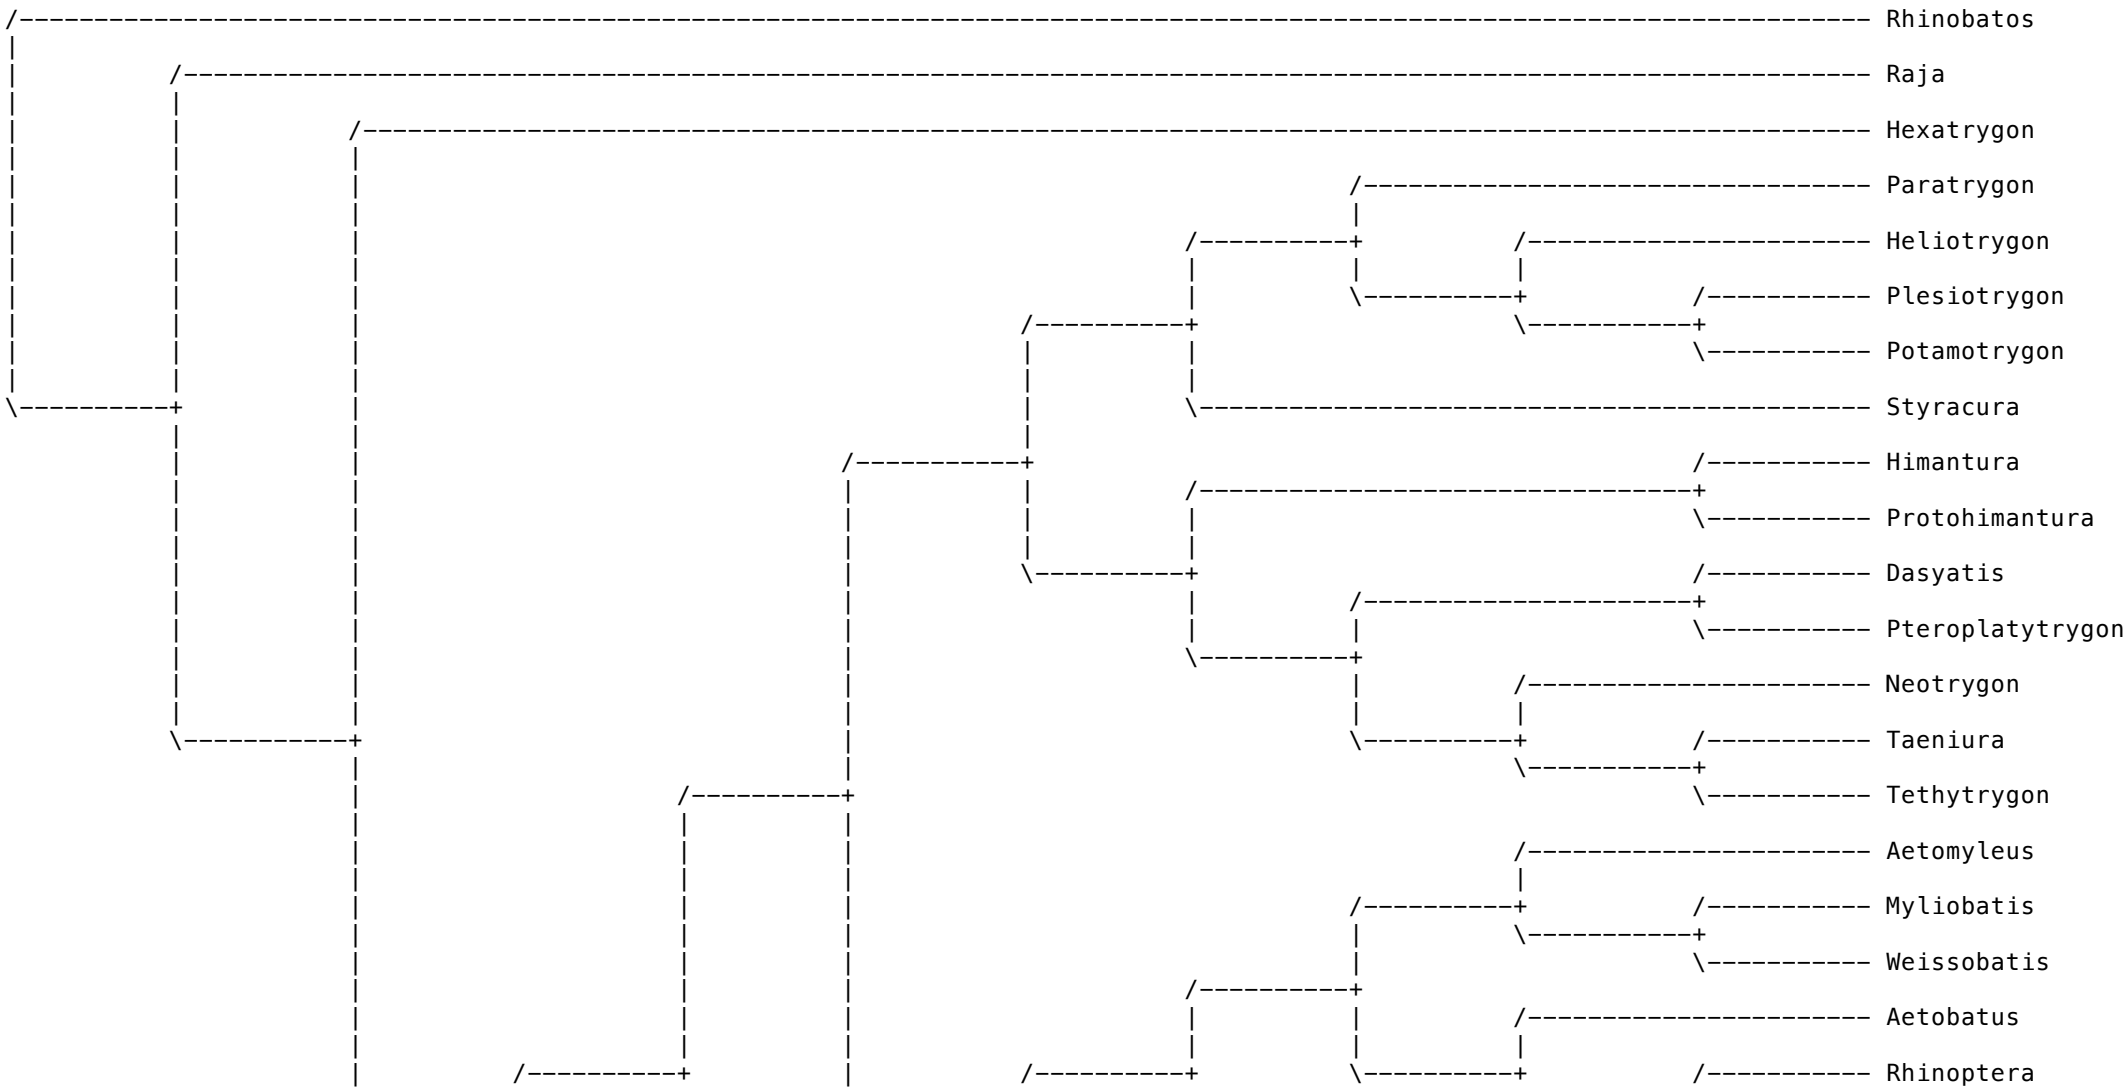 Rhinobatos
Raja
Hexatrygon
Paratrygon
Heliotrygon
Plesiotrygon
Potamotrygon
Styracura
Himantura
Protohimantura
Dasyatis
Pteroplatytrygon
Neotrygon
Taeniura
Tethytrygon
Aetomyleus
Myliobatis
Weissobatis
Aetobatus
Rhinoptera